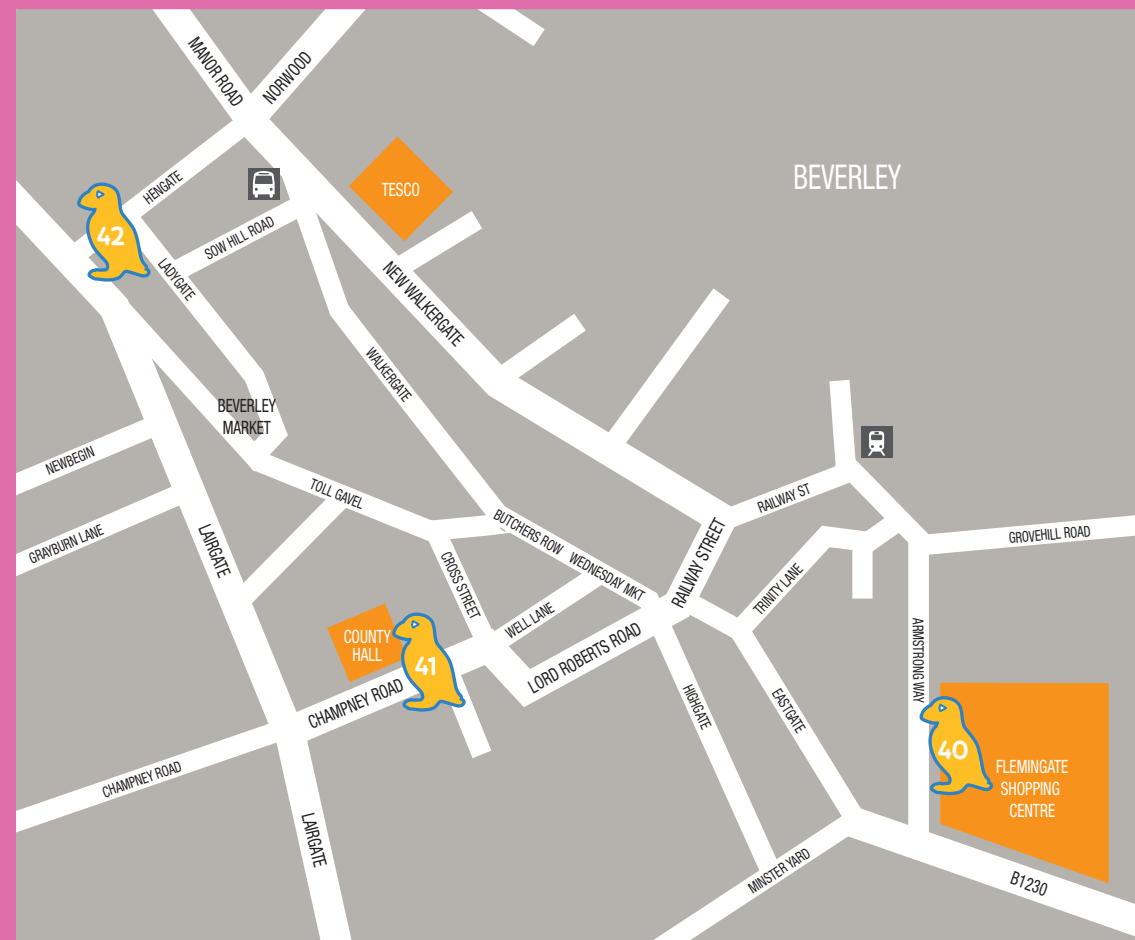 MANOR ROAD
NORWOOD
BEVERLEY
TESCO
HENGATE
42
SOW HILL ROAD
LADYGATE
NEW WALKERGATE
WALKERGATE
BEVERLEY
MARKET
NEWBEGIN
TOLL GAVEL
RAILWAY ST
GRAYBURN LANE
LAIRGATE
BUTCHERS ROW
WEDNESDAY MKT
RAILWAY STREET
GROVEHILL ROAD
CROSS STREET
TRINITY LANE
WELL LANE
COUNTY
HALL
41
LORD ROBERTS ROAD
ARMSTRONG WAY
CHAMPNEY ROAD
HIGHGATE
EASTGATE
40
FLEMINGATE
SHOPPING
CENTRE
CHAMPNEY ROAD
LAIRGATE
MINSTER YARD
B1230